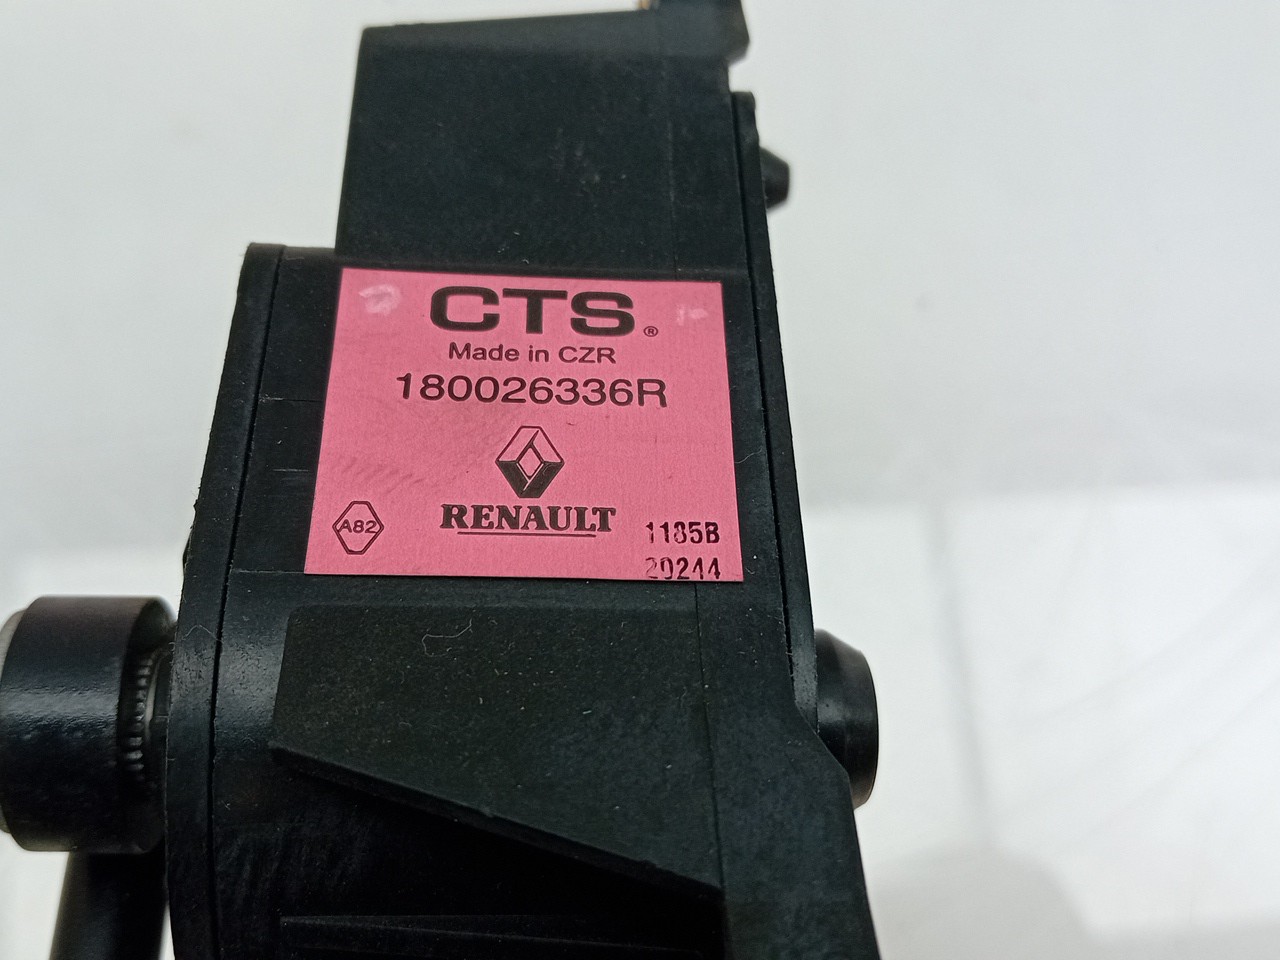 CTS®
Made in CZR
180026336R
RENAULT
A82
1185B
20244